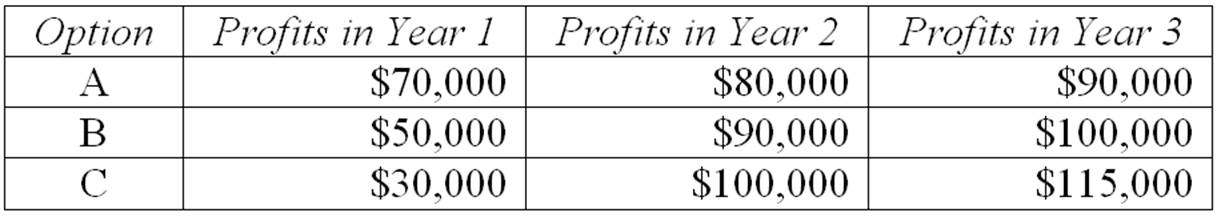 Option Profits in Year 1 Profits in Year 2 Profits in Year 3
A $70,000 $80,000 $90,000
B $50,000 $90,000 $100,000
C $30,000 $100,000 $115,000